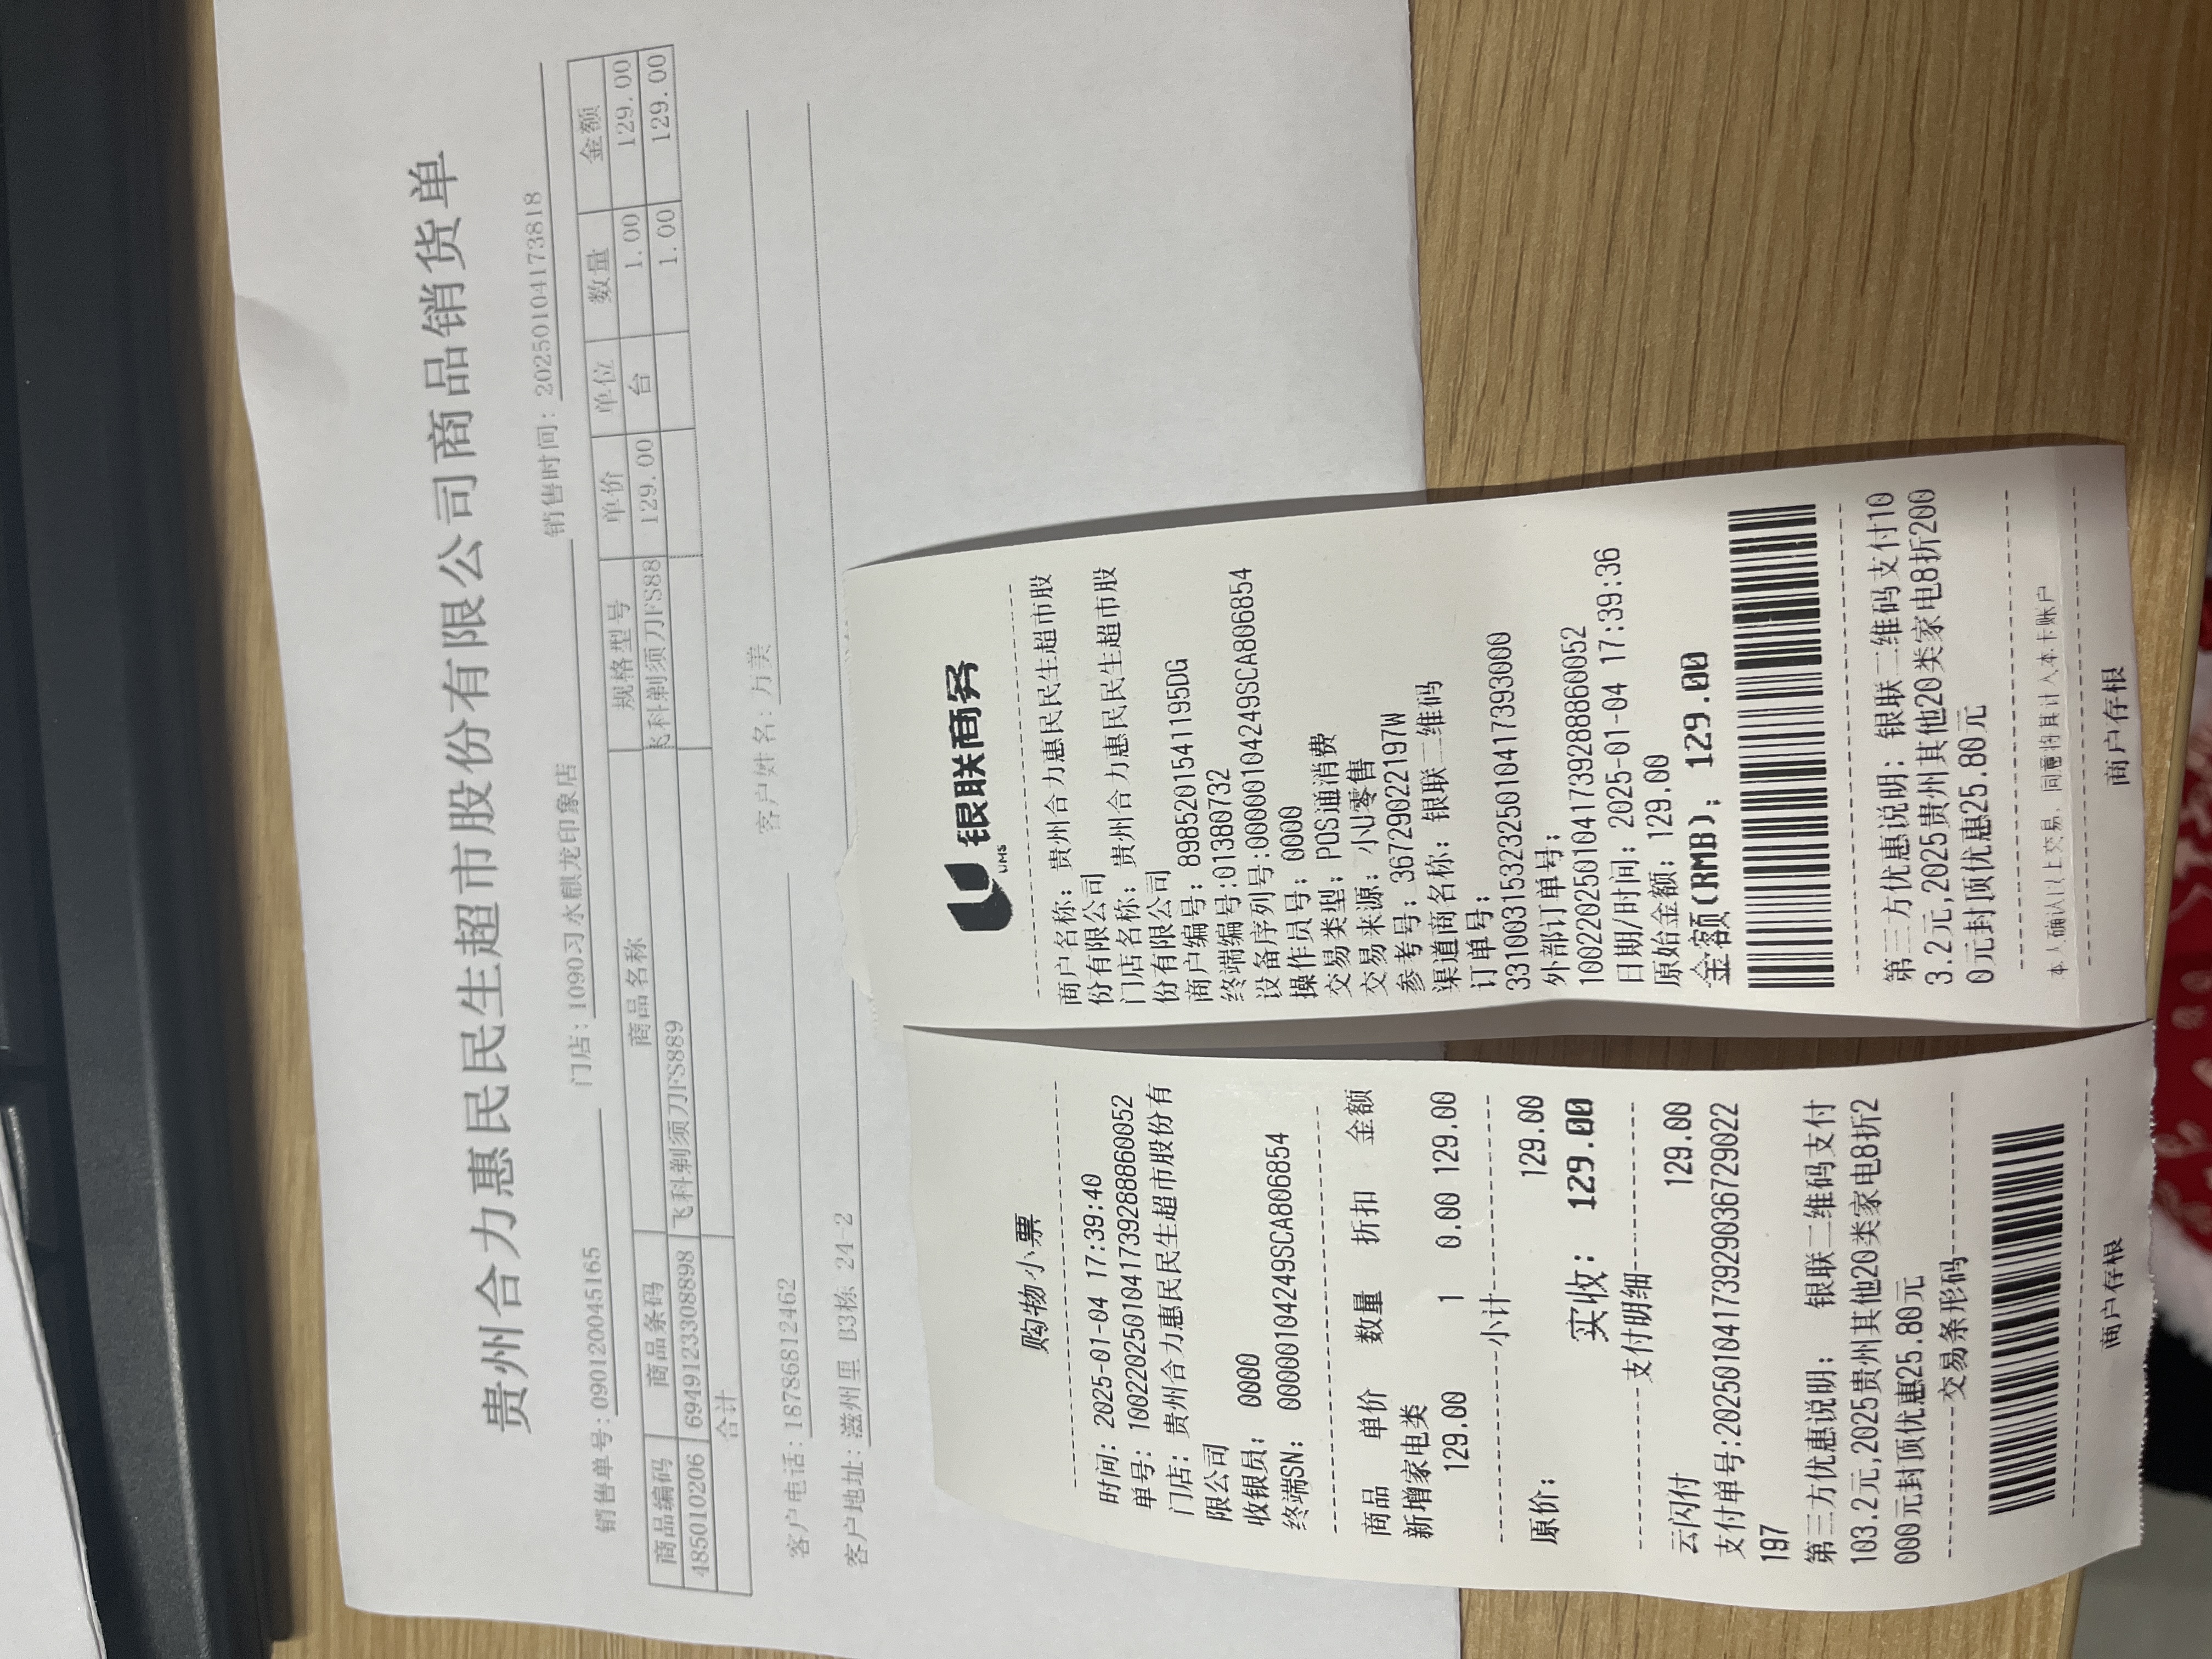 贵州合力惠民民生超市股份有限公司商品销货单
销售单号:090120045165 门店:1090习水麒龙印象店 销售时间:20250104173818
商品编码 商品条码 商品名称 规格型号 单价 单位 数量 金额
485010206 6949123308898 飞科剃须刀FS889 飞科剃须刀FS88 129.00 台 1.00 129.00
合计 1.00 129.00
客户电话:18786812462 客户姓名:万美
客户地址:滋州里 D3栋 24-2
购物小票
时间: 2025-01-04 17:39:40
单号: 1002202501041739288860052
门店: 贵州合力惠民民生超市股份有
限公司
收银员: 0000
终端SN: 00000104249SCA806854
商品 单价 数量 折扣 金额
新增家电类
129.00 1 0.00 129.00
小计
原价: 129.00
实收: 129.00
支付明细
云闪付 129.00
支付单号:20250104173929036729022
197
第三方优惠说明: 银联二维码支付
103.2元,2025贵州其他20类家电8折2
000元封顶优惠25.80元
交易条形码
商户存根
银联商务
UMS
商户名称: 贵州合力惠民民生超市股
份有限公司
门店名称: 贵州合力惠民民生超市股
份有限公司
商户编号: 8985201541195DG
终端编号:01380732
设备序列号:00000104249SCA806854
操作员号: 0000
交易类型: POS通消费
交易来源: 小U零售
参考号: 36729022197W
渠道商名称: 银联二维码
订单号:
33100315323250104173930​00
外部订单号:
1002202501041739288860052
日期/时间: 2025-01-04 17:39:36
原始金额: 129.00
金额(RMB): 129.00
第三方优惠说明: 银联二维码支付10
3.2元,2025贵州其他20类家电8折200
0元封顶优惠25.80元
本人确认以上交易,同意将其计入本卡账户
商户存根